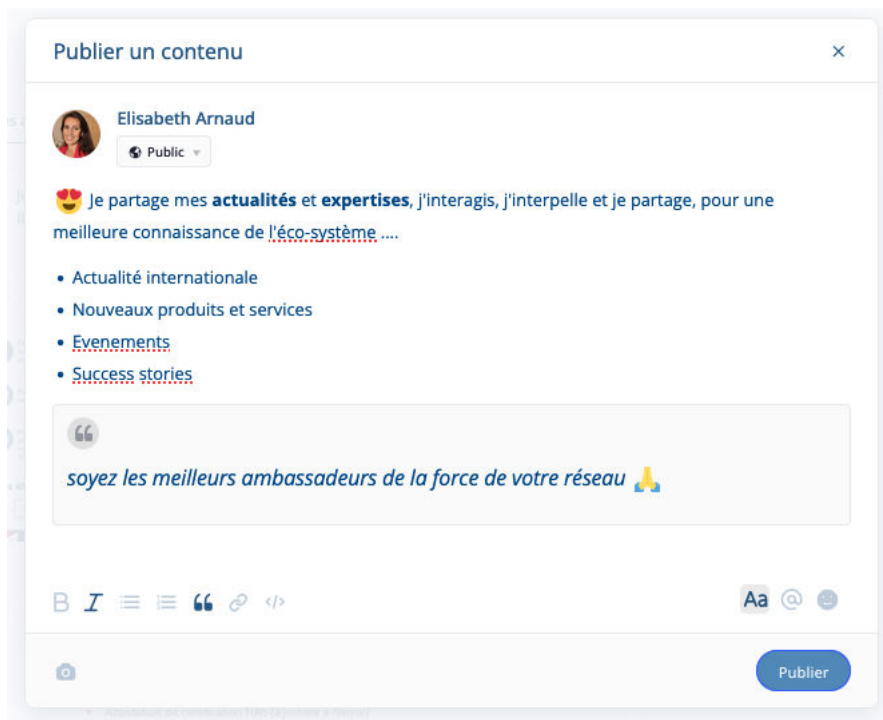 Publier un contenu
Elisabeth Arnaud
Public
😍 Je partage mes actualités et expertises, j'interagis, j'interpelle et je partage, pour une
meilleure connaissance de l'éco-système ....
• Actualité internationale
• Nouveaux produits et services
• Evenements
• Success stories
soyez les meilleurs ambassadeurs de la force de votre réseau 🙏
B I </> Aa @
Publier